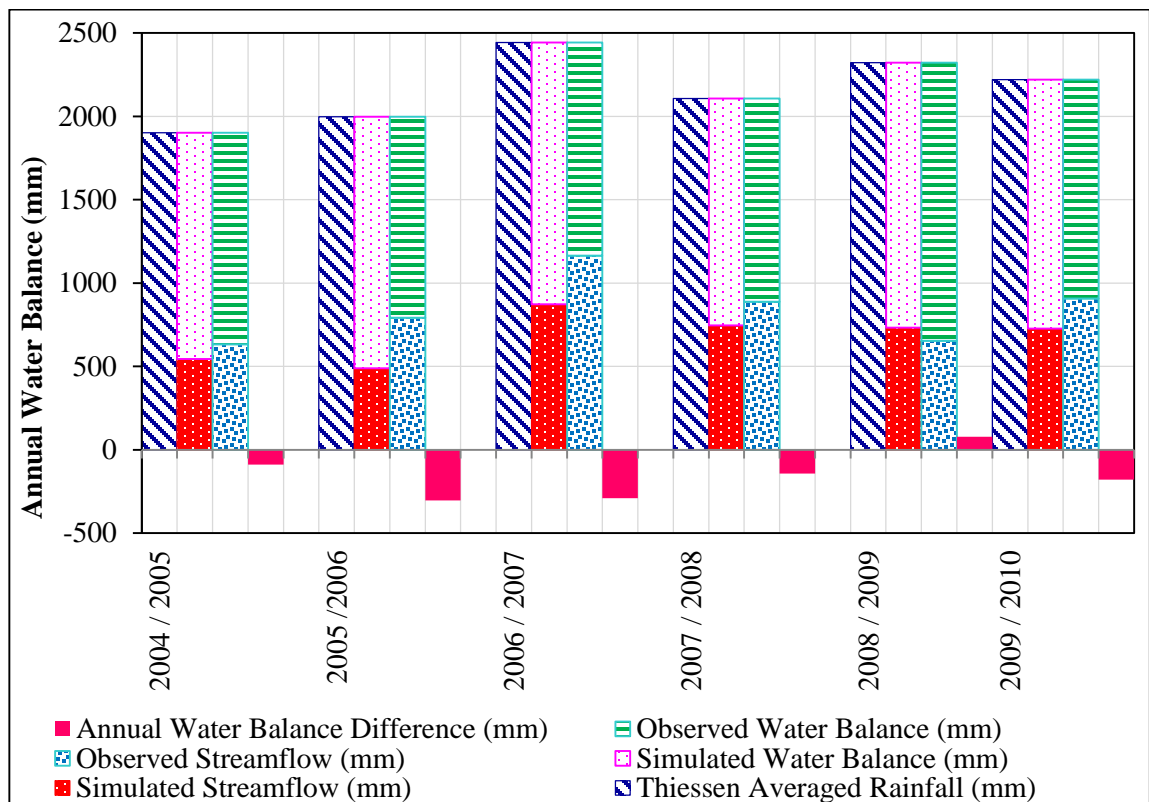 Annual Water Balance (mm)
2500
2000
1500
1000
500
0
-500
2004 / 2005
2005 /2006
2006 / 2007
2007 / 2008
2008 / 2009
2009 / 2010
Annual Water Balance Difference (mm)
Observed Water Balance (mm)
Observed Streamflow (mm)
Simulated Water Balance (mm)
Simulated Streamflow (mm)
Thiessen Averaged Rainfall (mm)